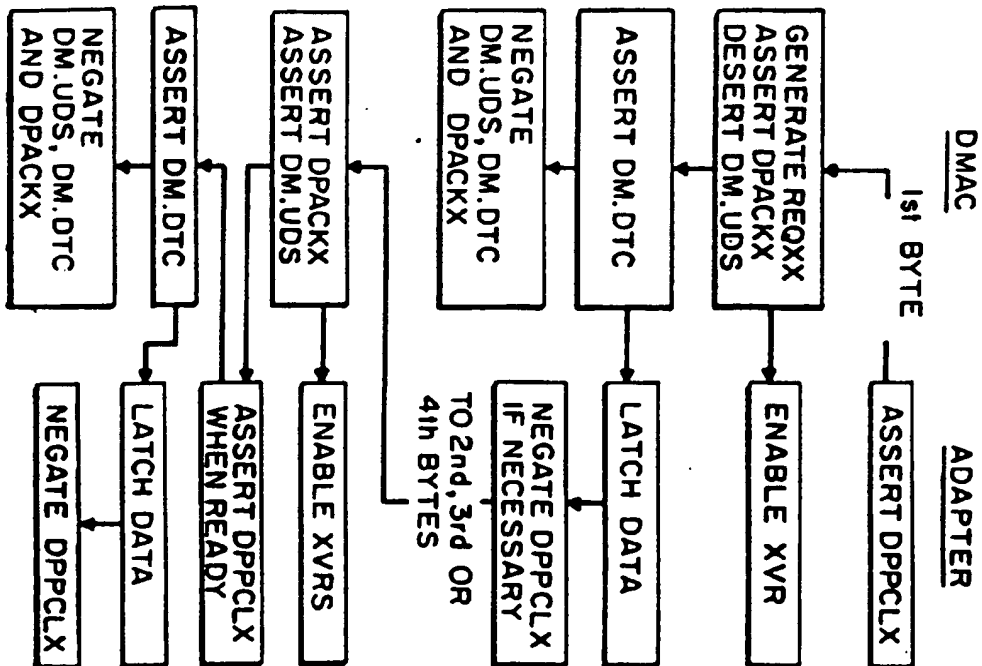 DMAC
ADAPTER
1st BYTE
ASSERT DPPCLX
GENERATE REQXX
ASSERT DPACKX
DESERT DM.UDS
ENABLE XVR
ASSERT DM.DTC
LATCH DATA
NEGATE
DM.UDS, DM.DTC
AND DPACKX
NEGATE DPPCLX
IF NECESSARY
TO 2nd, 3rd OR
4th BYTES
ASSERT DPACKX
ASSERT DM.UDS
ENABLE XVRS
ASSERT DPPCLX
WHEN READY
ASSERT DM.DTC
LATCH DATA
NEGATE
DM.UDS, DM.DTC
AND DPACKX
NEGATE DPPCLX